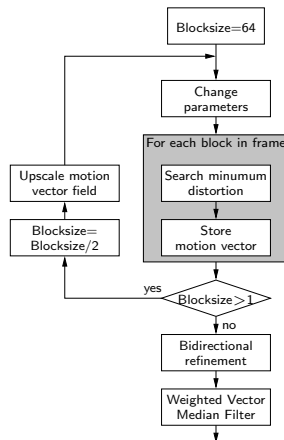 Blocksize=64
Change
parameters
For each block in frame
Search minumum
distortion
Store
motion vector
Upscale motion
vector field
Blocksize=
Blocksize/2
yes
Blocksize>1
no
Bidirectional
refinement
Weighted Vector
Median Filter